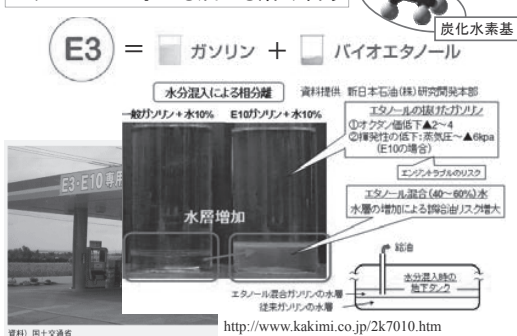 炭化水素基
E3 = ガソリン + バイオエタノール
水分混入による相分離
資料提供 新日本石油(株)研究開発本部
一般ガソリン+水10% E10ガソリン+水10%
エタノールの抜けたガソリン
①オクタン価低下▲2~4
②揮発性の低下:蒸気圧~▲6kpa
(E10の場合)
エンジントラブルのリスク
E3・E10専用
水層増加
エタノール混合(40~60%)水
水層の増加による誤給油リスク増大
給油
水分混入時の
地下タンク
エタノール混合ガソリンの水層
従来ガソリンの水層
資料)国土交通省
http://www.kakimi.co.jp/2k7010.htm